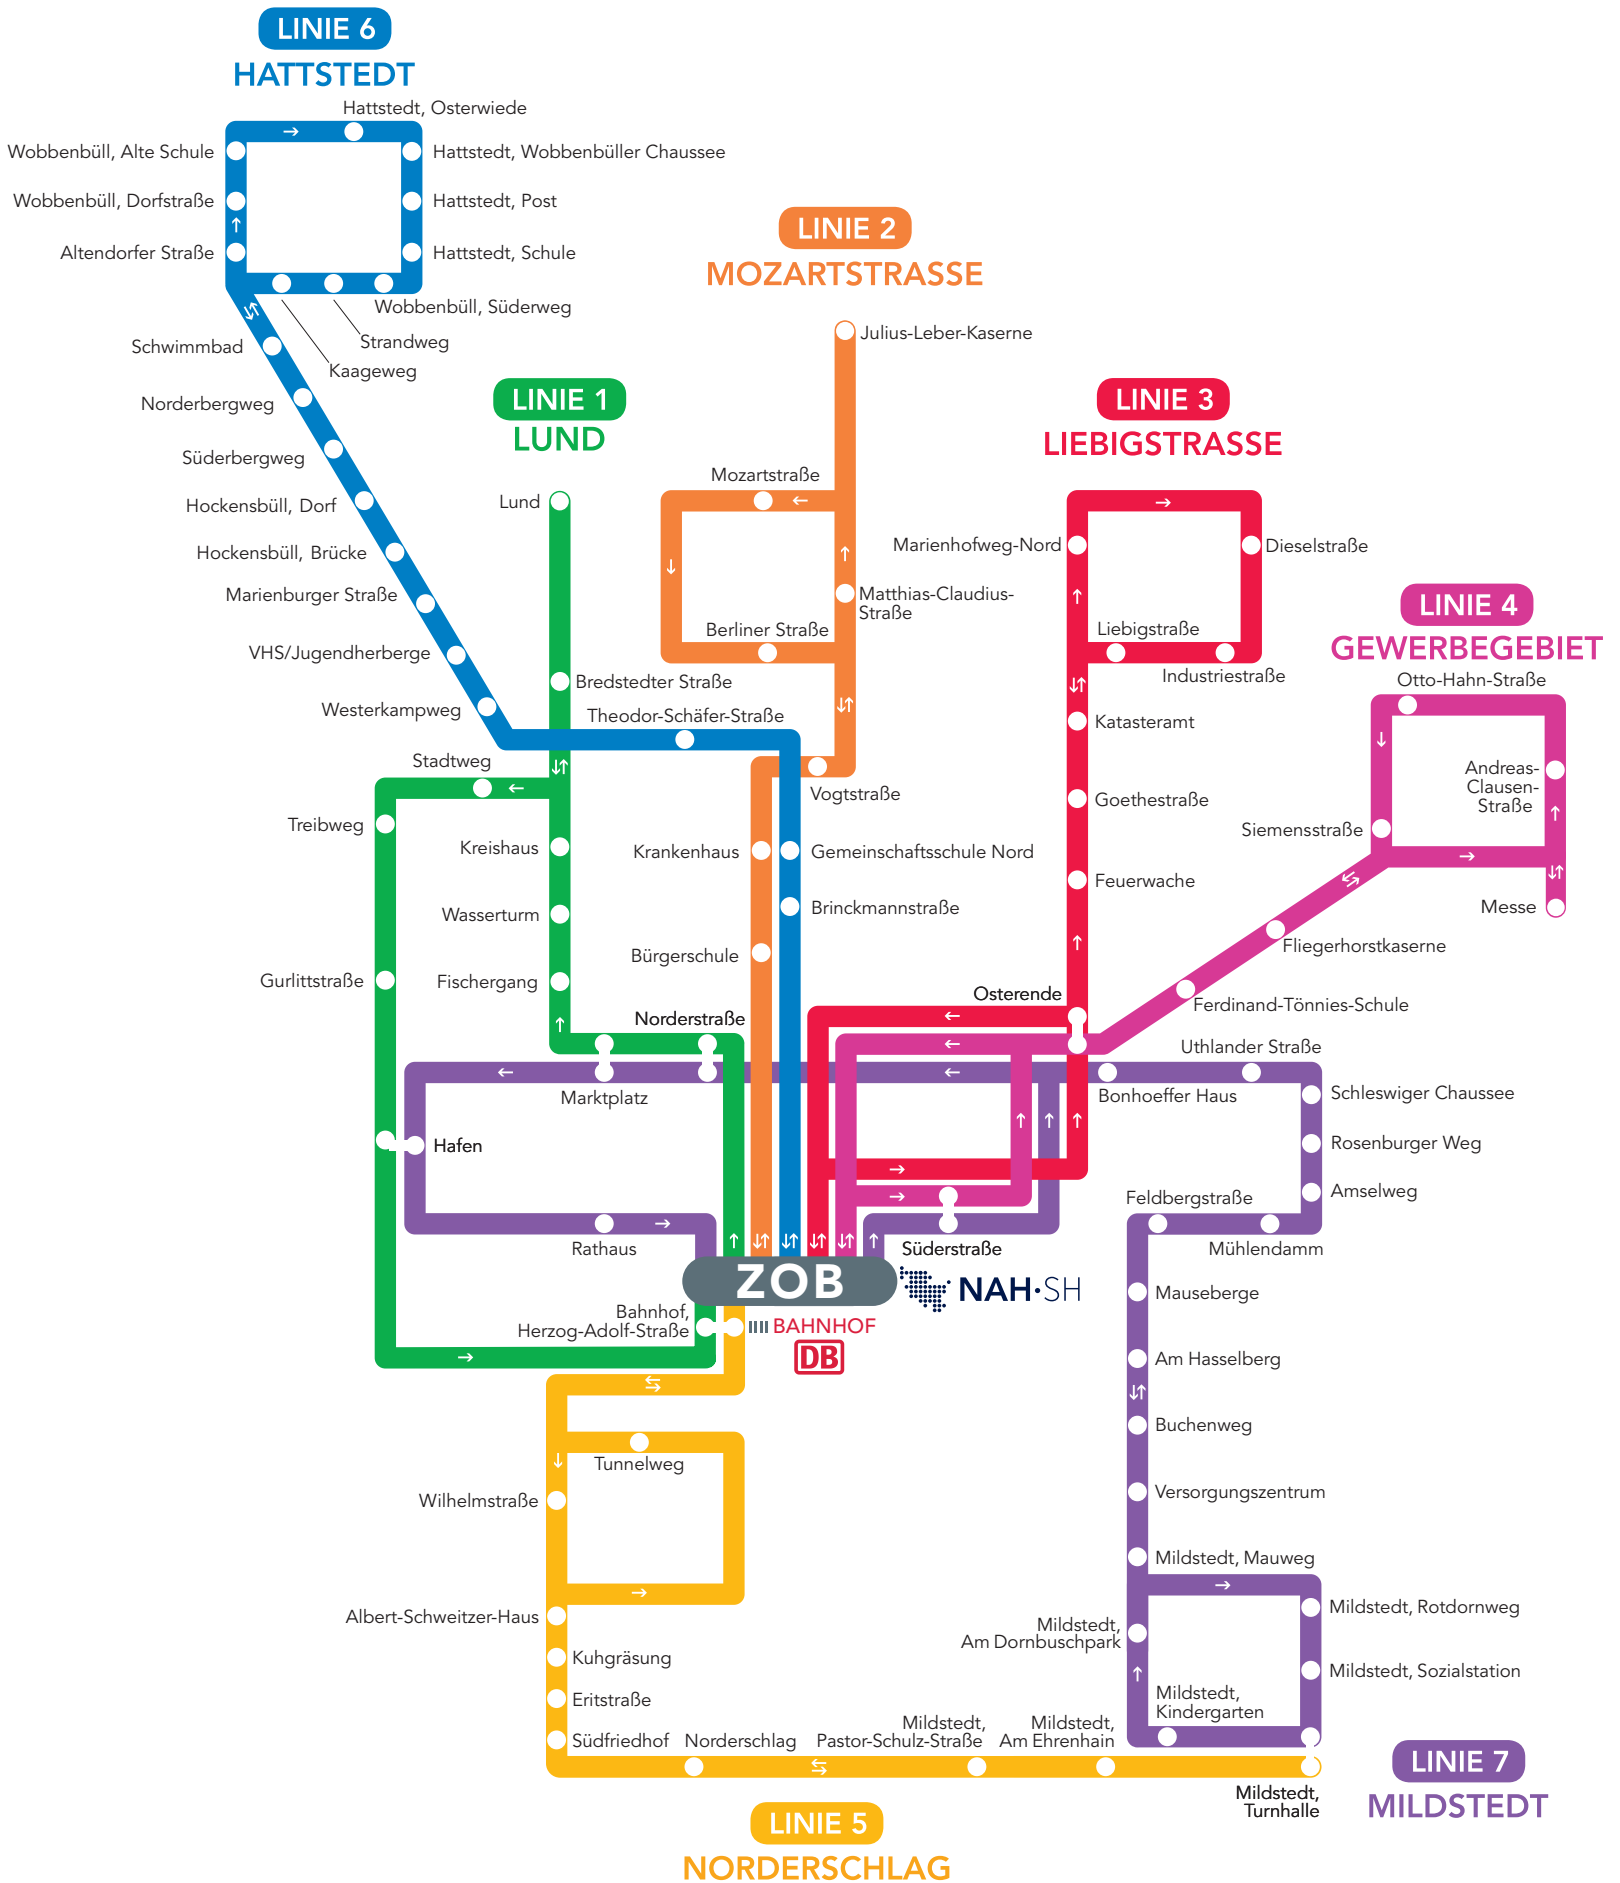 LINIE 6
HATTSTEDT
Hattstedt, Osterwiede
Wobbenbüll, Alte Schule
Hattstedt, Wobbenbüller Chaussee
Wobbenbüll, Dorfstraße
Hattstedt, Post
Altendorfer Straße
Hattstedt, Schule
Wobbenbüll, Süderweg
Strandweg
Kaageweg
Schwimmbad
Norderbergweg
Süderbergweg
Hockensbüll, Dorf
Hockensbüll, Brücke
Marienburger Straße
VHS/Jugendherberge
Westerkampweg
Theodor-Schäfer-Straße
Gemeinschaftsschule Nord
Brinckmannstraße
LINIE 1
LUND
Lund
Bredstedter Straße
Stadtweg
Treibweg
Kreishaus
Wasserturm
Gurlittstraße
Fischergang
Norderstraße
Marktplatz
Hafen
Rathaus
LINIE 2
MOZARTSTRASSE
Julius-Leber-Kaserne
Mozartstraße
Matthias-Claudius-
Straße
Berliner Straße
Vogtstraße
Krankenhaus
Bürgerschule
LINIE 3
LIEBIGSTRASSE
Marienhofweg-Nord
Dieselstraße
Liebigstraße
Industriestraße
Katasteramt
Goethestraße
Feuerwache
Osterende
LINIE 4
GEWERBEGEBIET
Otto-Hahn-Straße
Andreas-
Clausen-
Straße
Siemensstraße
Messe
Fliegerhorstkaserne
Ferdinand-Tönnies-Schule
Uthlander Straße
Bonhoeffer Haus
Schleswiger Chaussee
Rosenburger Weg
Amselweg
Feldbergstraße
Mühlendamm
Süderstraße
ZOB
NAH·SH
Bahnhof,
Herzog-Adolf-Straße
BAHNHOF
DB
Mauseberge
Am Hasselberg
Buchenweg
Versorgungszentrum
Mildstedt, Mauweg
Mildstedt, Rotdornweg
Mildstedt,
Am Dornbuschpark
Mildstedt, Sozialstation
Mildstedt,
Kindergarten
Tunnelweg
Wilhelmstraße
Albert-Schweitzer-Haus
Kuhgräsung
Eritstraße
Südfriedhof
Norderschlag
Mildstedt,
Pastor-Schulz-Straße
Mildstedt,
Am Ehrenhain
Mildstedt,
Turnhalle
LINIE 7
MILDSTEDT
LINIE 5
NORDERSCHLAG